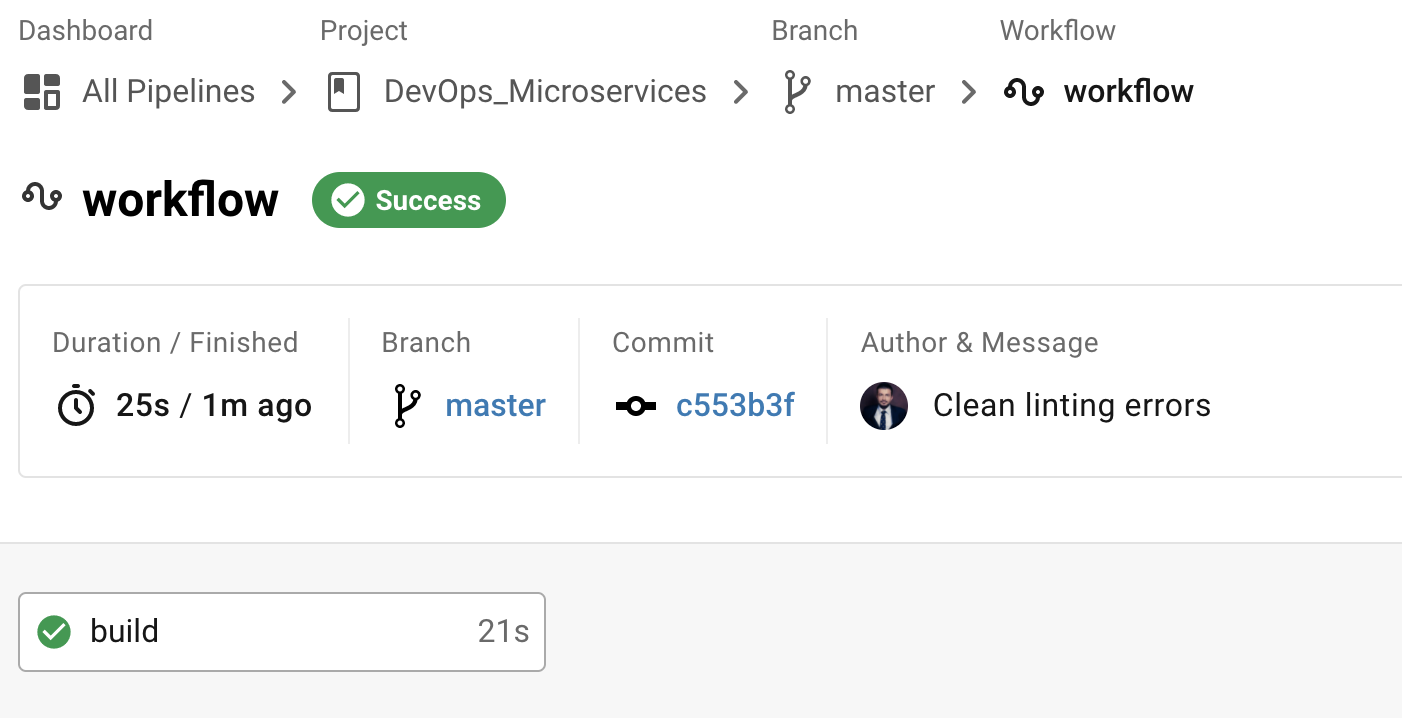 Dashboard Project Branch Workflow
All Pipelines DevOps_Microservices master workflow
workflow Success
Duration / Finished Branch Commit Author & Message
25s / 1m ago master c553b3f Clean linting errors
build 21s